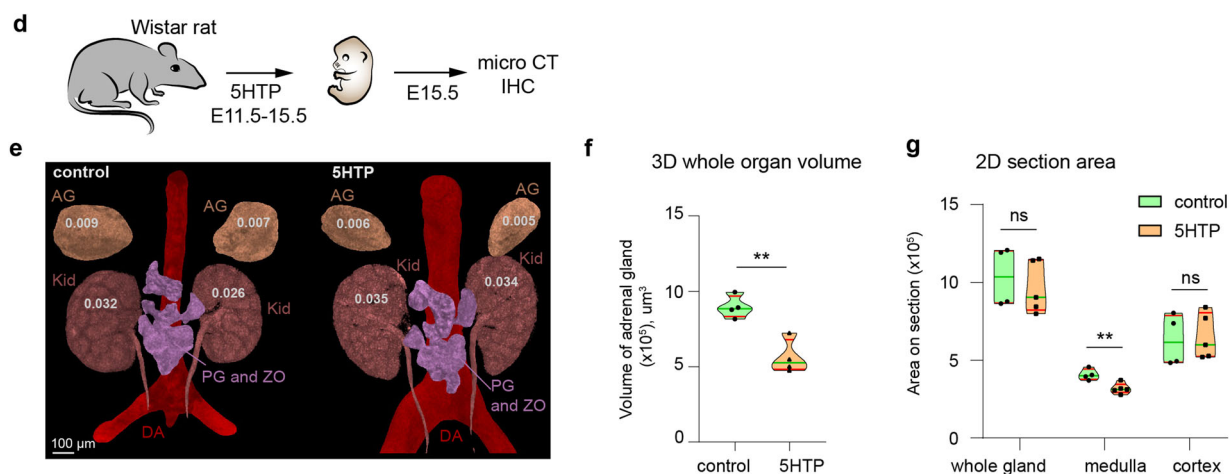 d
Wistar rat
5HTP
E11.5-15.5
E15.5
micro CT
IHC
e
control
5HTP
AG
0.009
AG
0.007
AG
0.006
AG
0.005
Kid
0.032
0.026
Kid
Kid
0.035
0.034
Kid
PG and ZO
PG
and ZO
DA
DA
100 µm
f
3D whole organ volume
Volume of adrenal gland
(x10⁵), um³
15
10
5
0
**
control
5HTP
g
2D section area
Area on section (x10⁵)
15
10
5
0
ns
**
ns
control
5HTP
whole gland
medulla
cortex